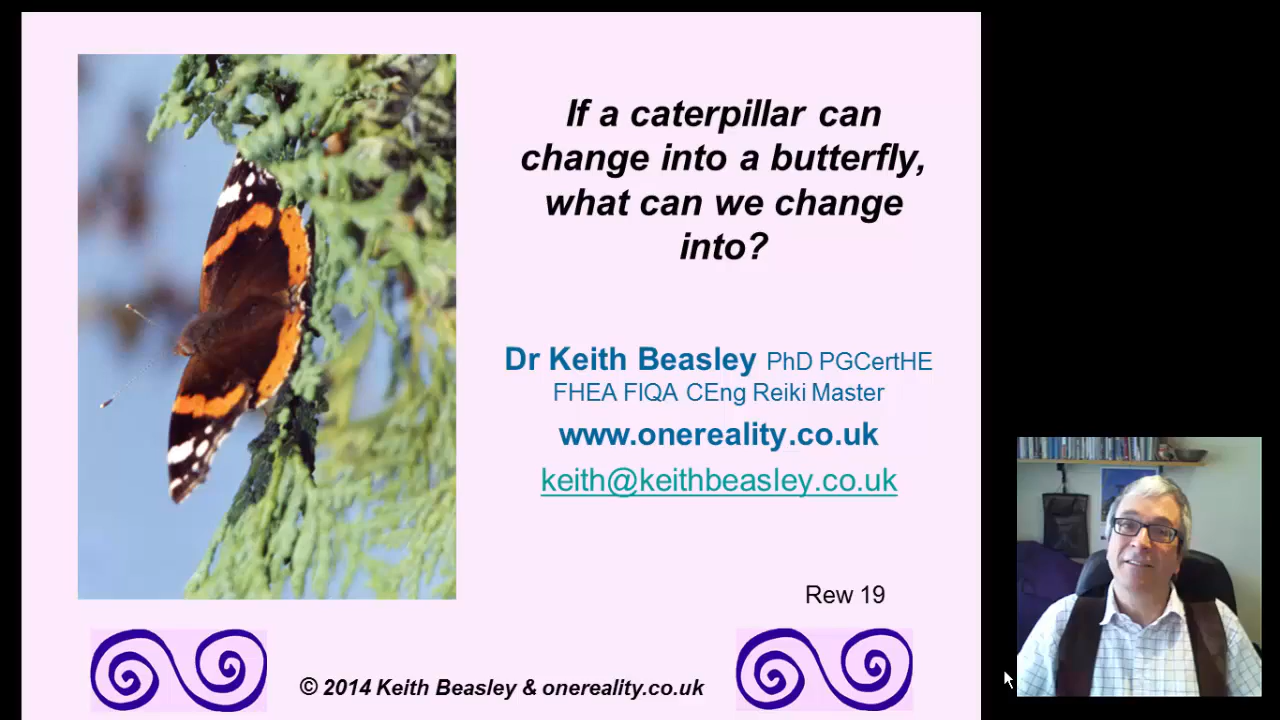 If a caterpillar can
change into a butterfly,
what can we change
into?
Dr Keith Beasley PhD PGCertHE
FHEA FIQA CEng Reiki Master
www.onereality.co.uk
keith@keithbeasley.co.uk
Rew 19
© 2014 Keith Beasley & onereality.co.uk